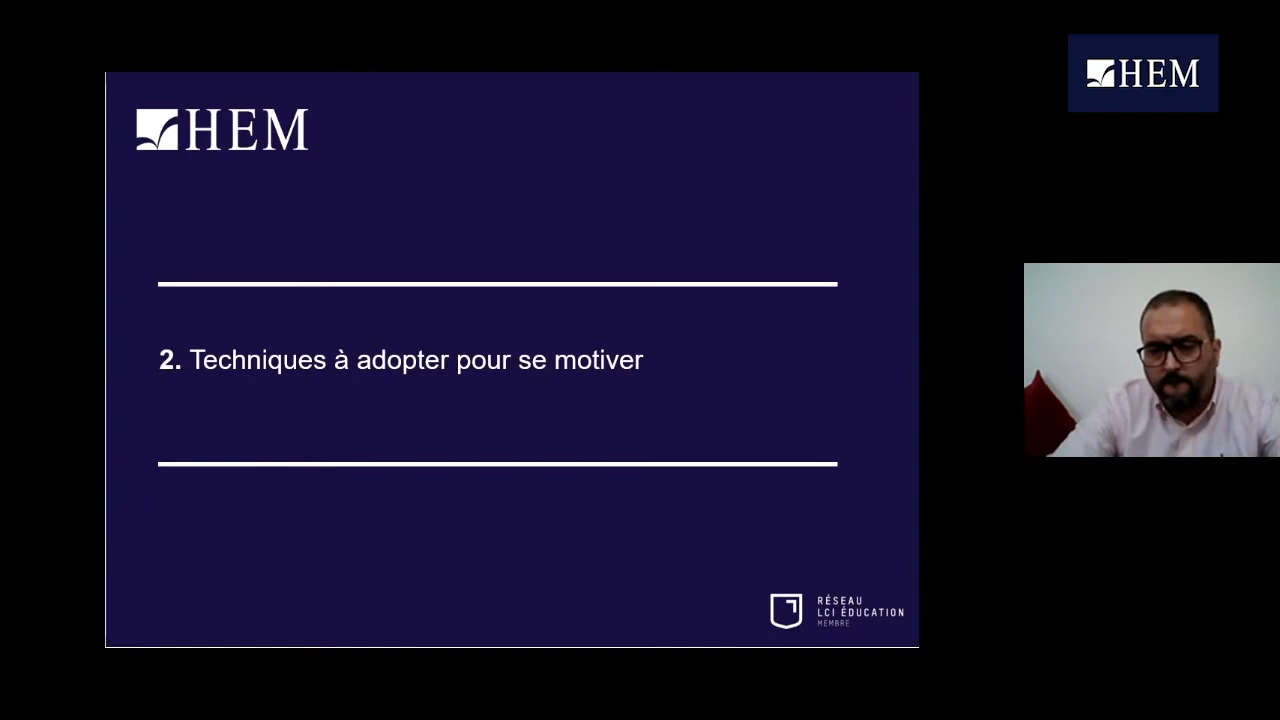 HEM
HEM
2. Techniques à adopter pour se motiver
RÉSEAU
LCI ÉDUCATION
MEMBRE